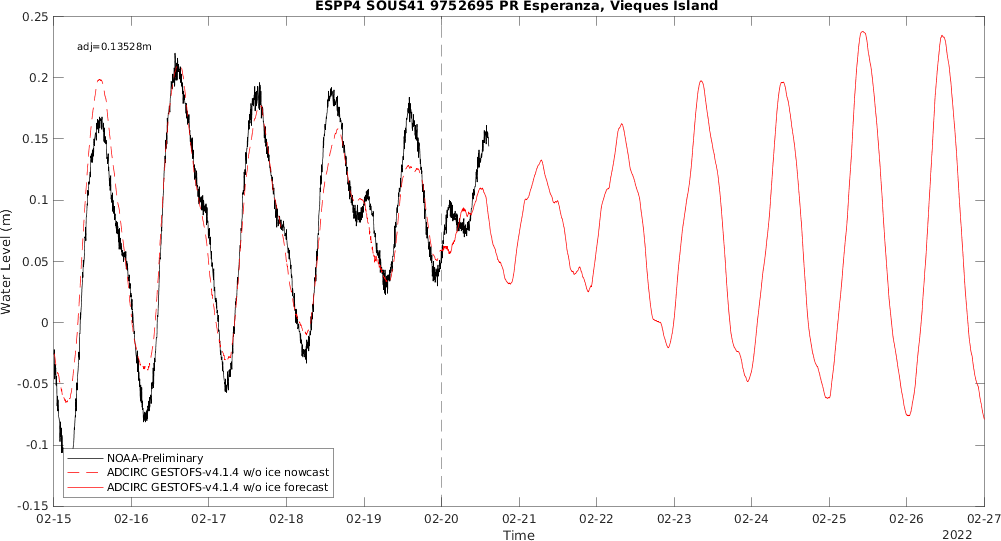 ESPP4 SOUS41 9752695 PR Esperanza, Vieques Island
adj=0.13528m
0.25
0.2
0.15
0.1
0.05
0
-0.05
-0.1
-0.15
Water Level (m)
NOAA-Preliminary
ADCIRC GESTOFS-v4.1.4 w/o ice nowcast
ADCIRC GESTOFS-v4.1.4 w/o ice forecast
02-15 02-16 02-17 02-18 02-19 02-20 02-21 02-22 02-23 02-24 02-25 02-26 02-27
Time
2022